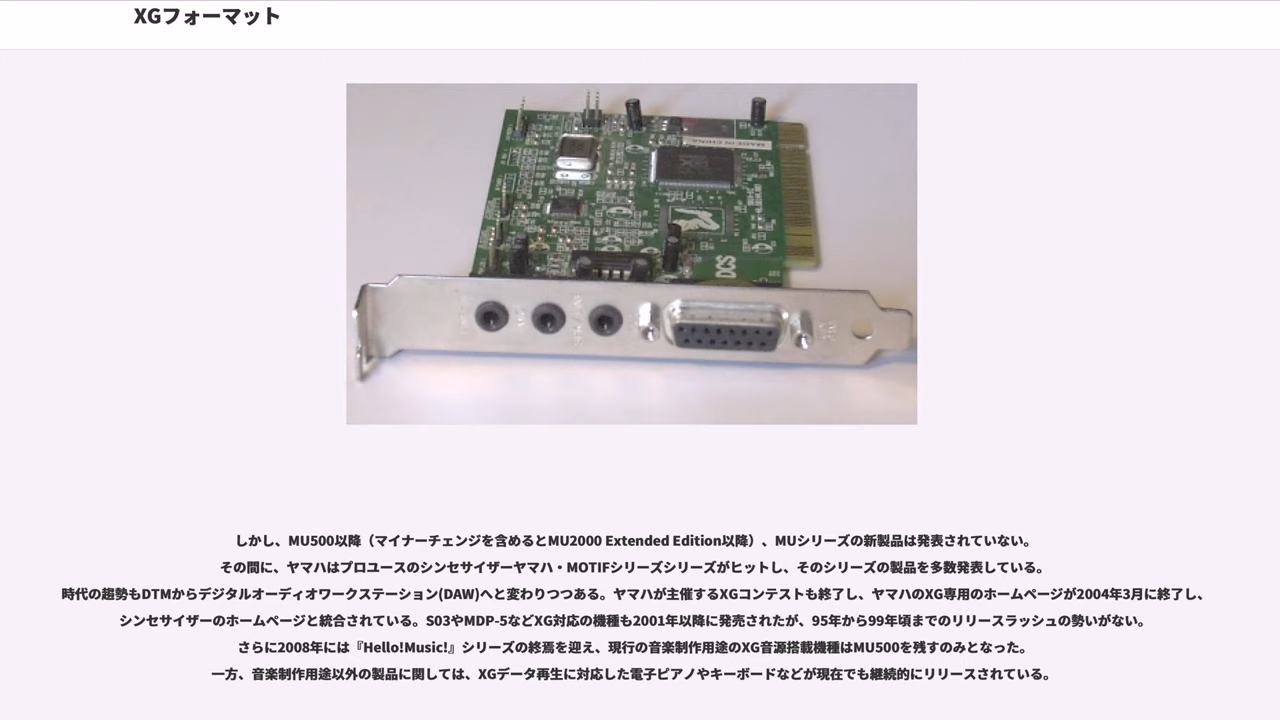 XGフォーマット
MADE IN CHINA
DCS
しかし、MU500以降（マイナーチェンジを含めるとMU2000 Extended Edition以降）、MUシリーズの新製品は発表されていない。
その間に、ヤマハはプロユースのシンセサイザーヤマハ・MOTIFシリーズシリーズがヒットし、そのシリーズの製品を多数発表している。
時代の趨勢もDTMからデジタルオーディオワークステーション(DAW)へと変わりつつある。ヤマハが主催するXGコンテストも終了し、ヤマハのXG専用のホームページが2004年3月に終了し、
シンセサイザーのホームページと統合されている。S03やMDP-5などXG対応の機種も2001年以降に発売されたが、95年から99年頃までのリリースラッシュの勢いがない。
さらに2008年には『Hello!Music!』シリーズの終焉を迎え、現行の音楽制作用途のXG音源搭載機種はMU500を残すのみとなった。
一方、音楽制作用途以外の製品に関しては、XGデータ再生に対応した電子ピアノやキーボードなどが現在でも継続的にリリースされている。